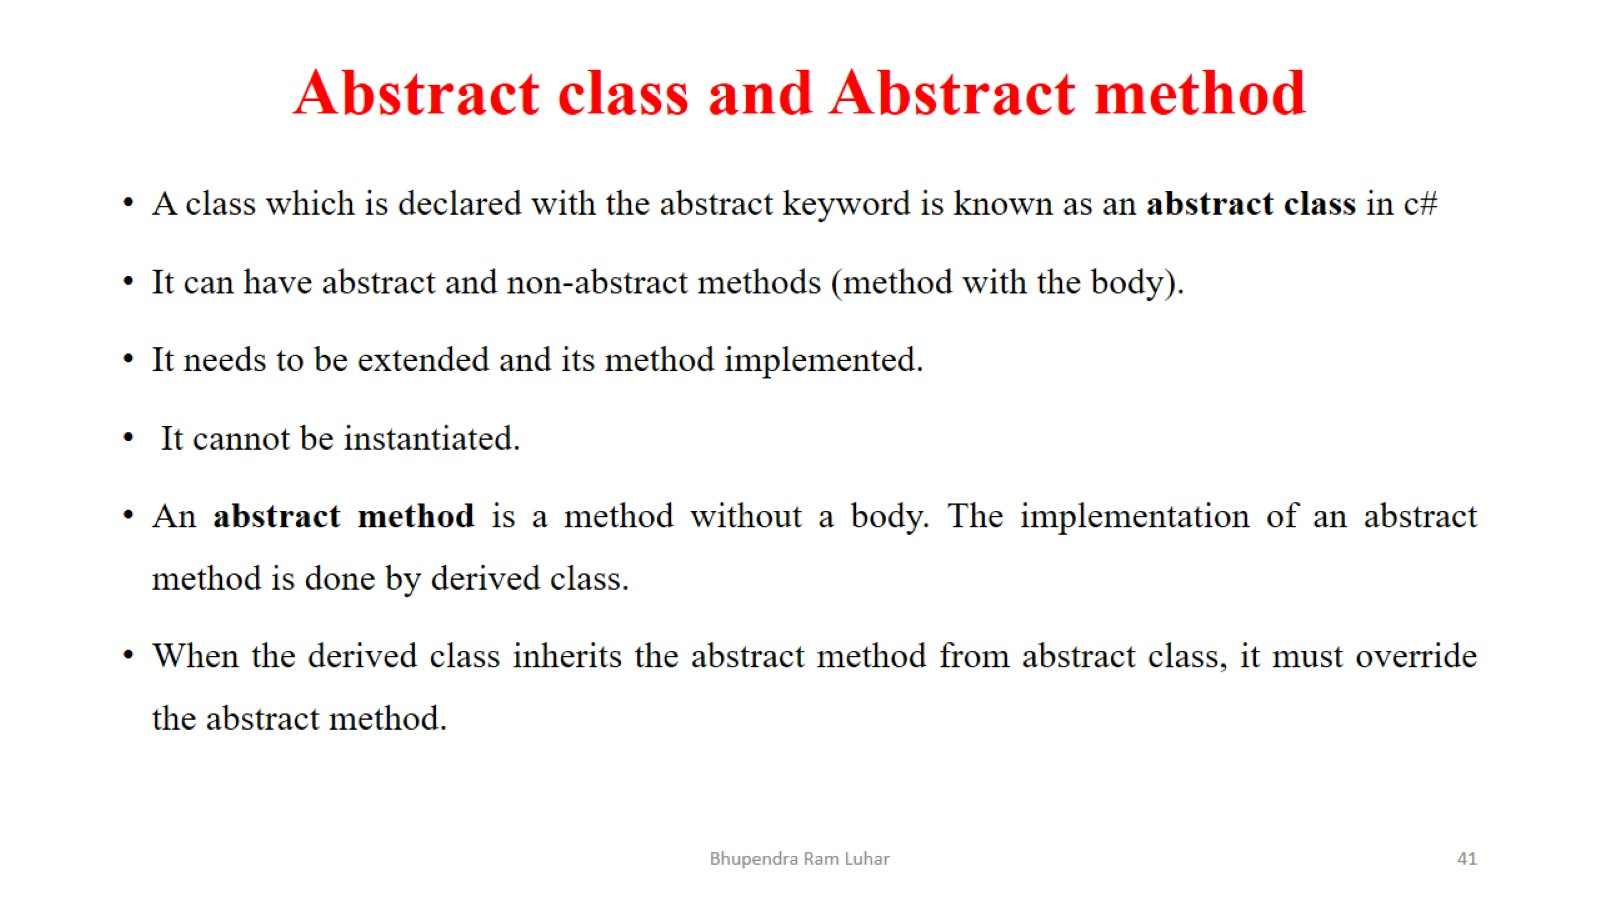 Abstract class and Abstract method
• A class which is declared with the abstract keyword is known as an abstract class in c#
• It can have abstract and non-abstract methods (method with the body).
• It needs to be extended and its method implemented.
• It cannot be instantiated.
• An abstract method is a method without a body. The implementation of an abstract
method is done by derived class.
• When the derived class inherits the abstract method from abstract class, it must override
the abstract method.
Bhupendra Ram Luhar
41